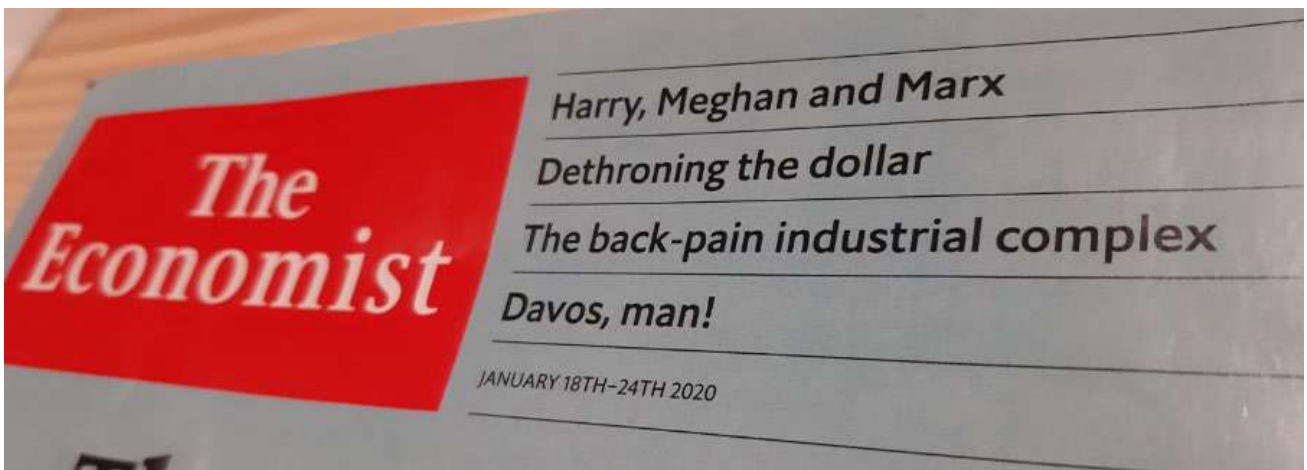 The
Economist
Harry, Meghan and Marx
Dethroning the dollar
The back-pain industrial complex
Davos, man!
JANUARY 18TH–24TH 2020